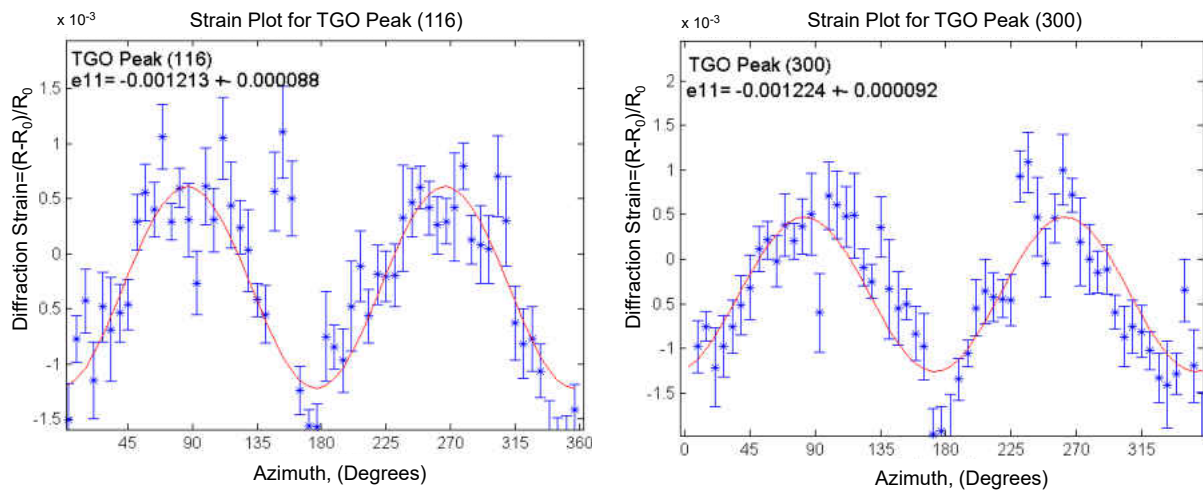 Strain Plot for TGO Peak (116)
x 10-3
TGO Peak (116)
e11= -0.001213 +- 0.000088
Diffraction Strain=(R-R0)/R0
1.5
1
0.5
0
-0.5
-1
-1.5
45
90
135
180
225
270
315
360
Azimuth, (Degrees)
Strain Plot for TGO Peak (300)
x 10-3
TGO Peak (300)
e11= -0.001224 +- 0.000092
Diffraction Strain=(R-R0)/R0
2
1.5
1
0.5
0
-0.5
-1
-1.5
0
45
90
135
180
225
270
315
Azimuth, (Degrees)